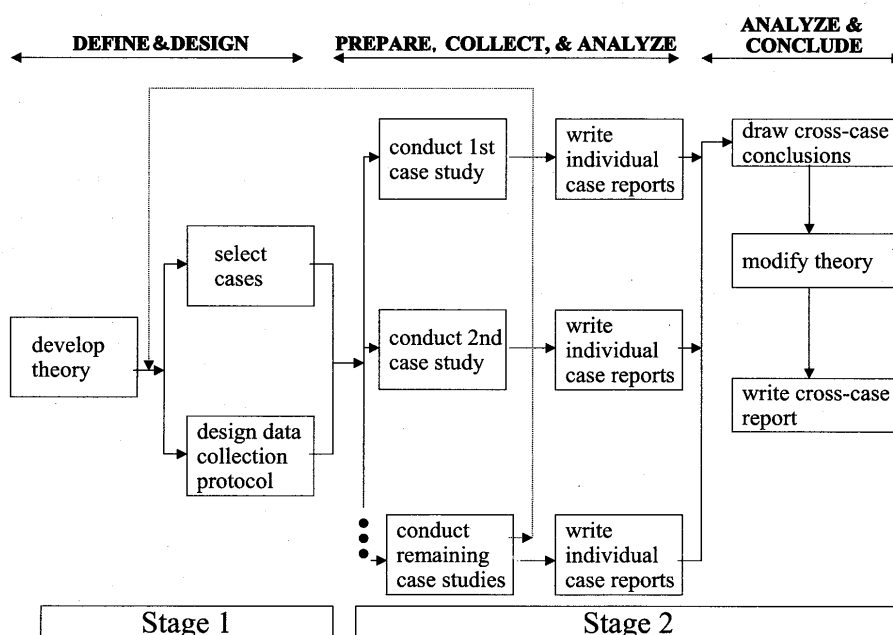 DEFINE & DESIGN
PREPARE, COLLECT, & ANALYZE
ANALYZE &
CONCLUDE
conduct 1st
case study
write
individual
case reports
draw cross-case
conclusions
select
cases
modify theory
develop
theory
conduct 2nd
case study
write
individual
case reports
write cross-case
report
design data
collection
protocol
conduct
remaining
case studies
write
individual
case reports
Stage 1
Stage 2